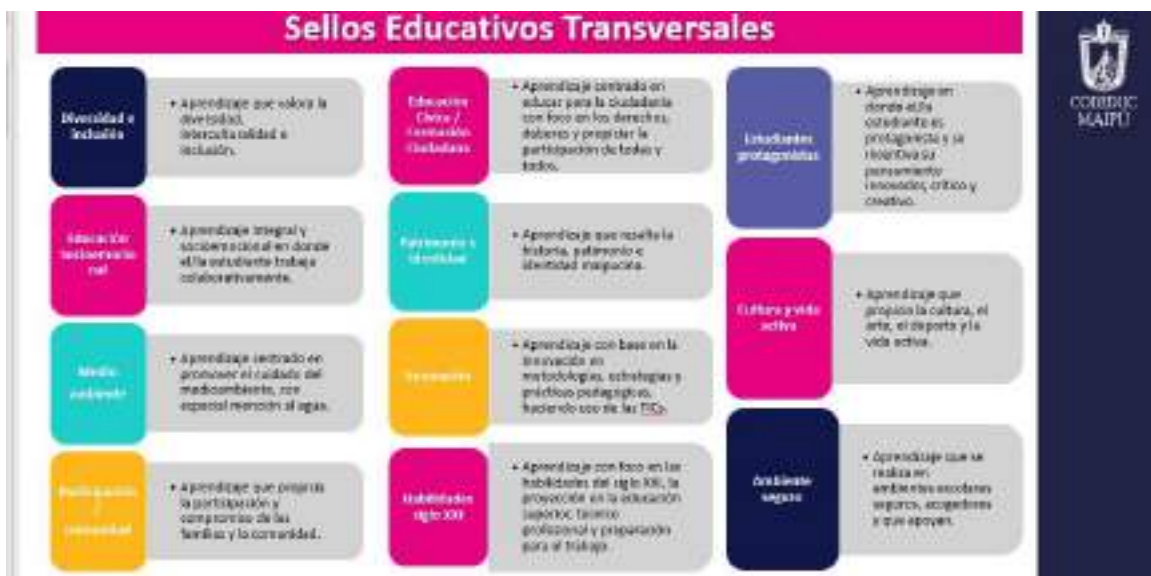 Sellos Educativos Transversales
CODEDUC
MAIPÚ
Diversidad e
Inclusión
• Aprendizaje que valora la
diversidad,
interculturalidad e
inclusión.
Educación
socioemocio
nal
• Aprendizaje integral y
socioemocional en donde
el/la estudiante trabaja
colaborativamente.
Medio
ambiente
• Aprendizaje centrado en
promover el cuidado del
medioambiente, con
especial mención al agua.
Participación
/
comunidad
• Aprendizaje que propicia
la participación y
compromiso de las
familias y la comunidad.
Educación
Cívica /
Formación
Ciudadana
• Aprendizaje centrado en
educar para la ciudadanía
con foco en los derechos,
deberes y propiciar la
participación de todas y
todos.
Patrimonio e
identidad
• Aprendizaje que resalta la
historia, patrimonio e
identidad maipucina.
Innovación
• Aprendizaje con base en la
innovación en
metodologías, estrategias y
prácticas pedagógicas,
haciendo uso de las TICs.
Habilidades
siglo XXI
• Aprendizaje con foco en las
habilidades del siglo XXI, la
proyección en la educación
superior, técnico
profesional y preparación
para el trabajo.
Estudiantes
protagonistas
• Aprendizaje en
donde el/la
estudiante es
protagonista y se
incentiva su
pensamiento
innovador, crítico y
creativo.
Cultura y vida
activa
• Aprendizaje que
propicia la cultura, el
arte, el deporte y la
vida activa.
Ambiente
seguro
• Aprendizaje que se
realiza en
ambientes escolares
seguros, acogedores
y que apoyan.